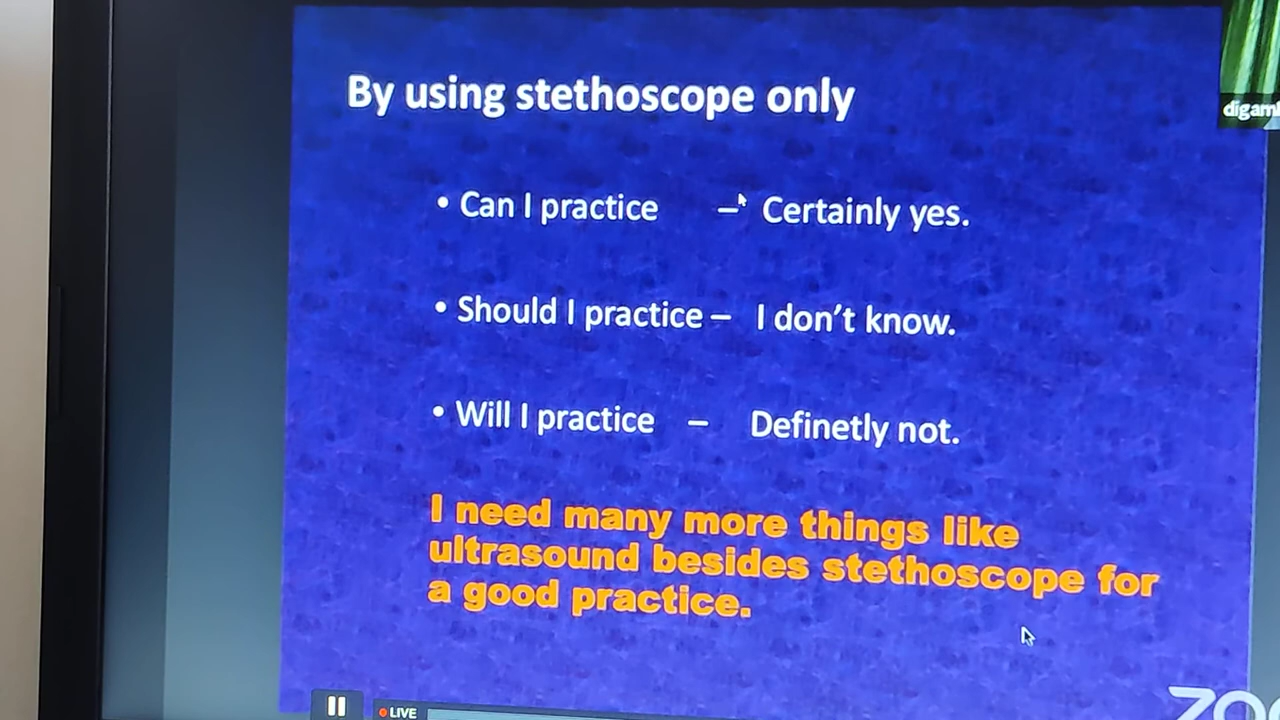 By using stethoscope only
• Can I practice – Certainly yes.
• Should I practice – I don't know.
• Will I practice – Definetly not.
I need many more things like
ultrasound besides stethoscope for
a good practice.
LIVE